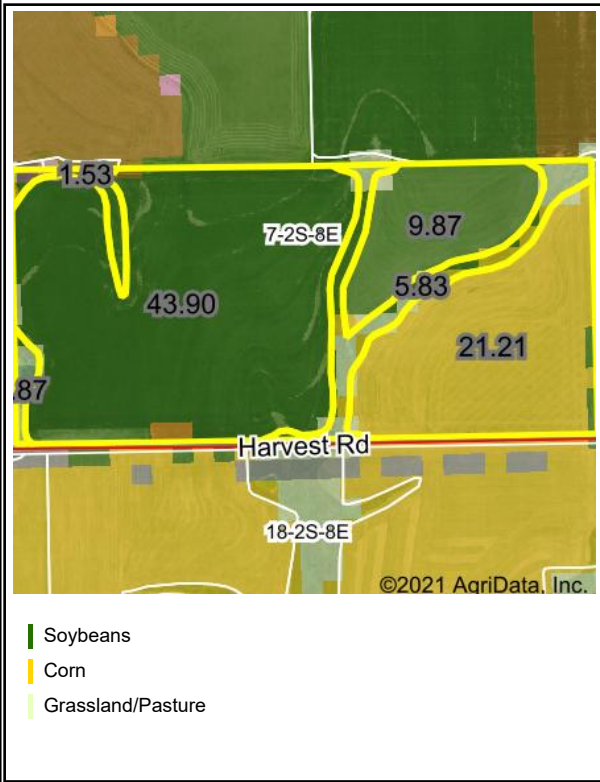 1.53
7-2S-8E
9.87
5.83
43.90
21.21
.87
Harvest Rd
18-2S-8E
©2021 AgriData, Inc.
Soybeans
Corn
Grassland/Pasture